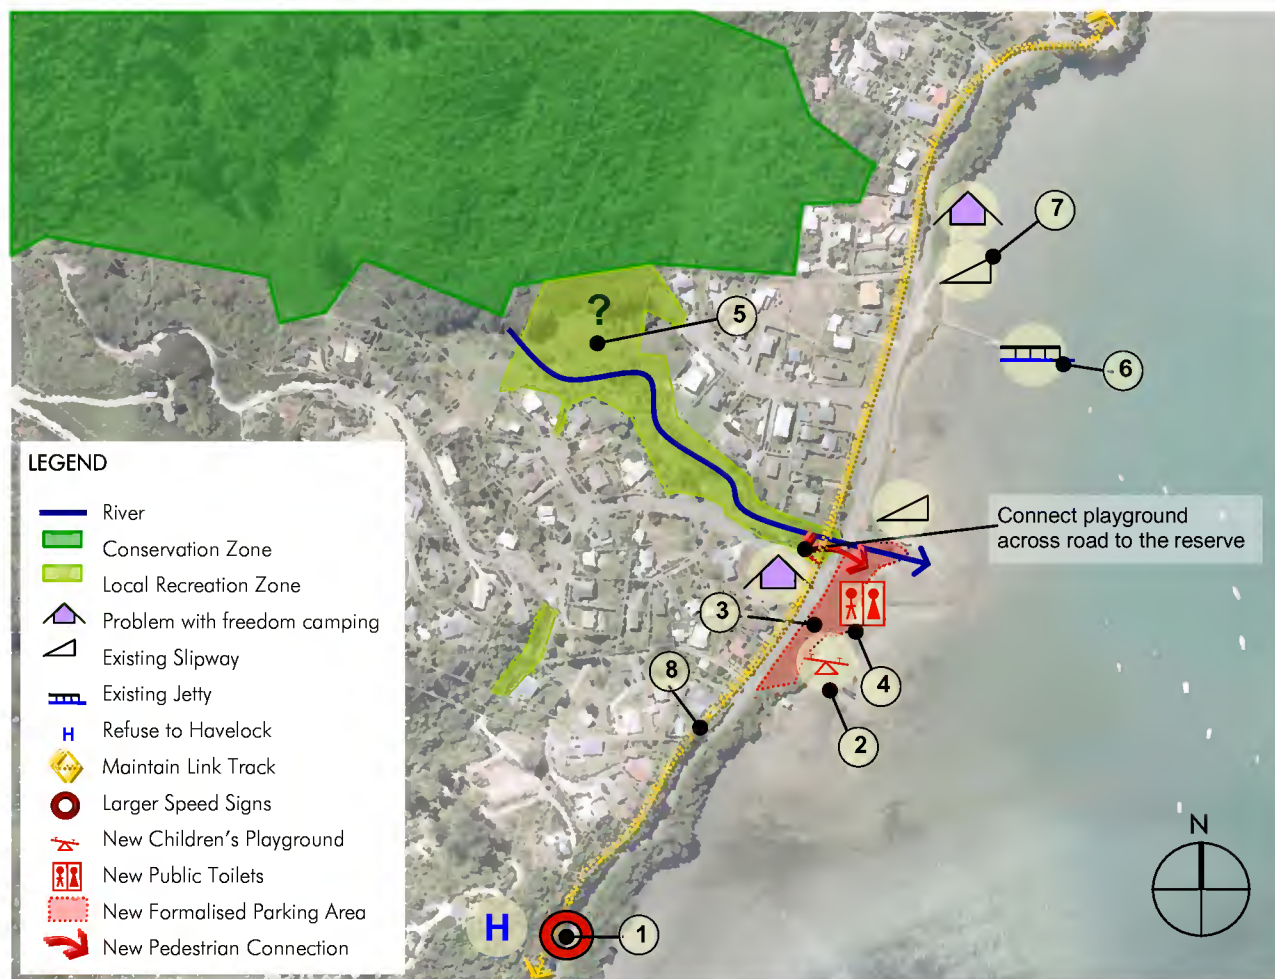 7
?
5
6
LEGEND
River
Conservation Zone
Local Recreation Zone
Problem with freedom camping
Existing Slipway
Existing Jetty
H Refuse to Havelock
Maintain Link Track
Larger Speed Signs
New Children's Playground
New Public Toilets
New Formalised Parking Area
New Pedestrian Connection
Connect playground
across road to the reserve
3
8
4
2
N
H
1